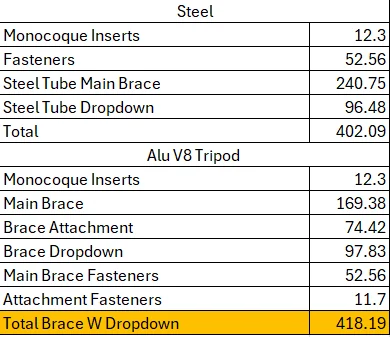 Steel
Monocoque Inserts 12.3
Fasteners 52.56
Steel Tube Main Brace 240.75
Steel Tube Dropdown 96.48
Total 402.09
Alu V8 Tripod
Monocoque Inserts 12.3
Main Brace 169.38
Brace Attachment 74.42
Brace Dropdown 97.83
Main Brace Fasteners 52.56
Attachment Fasteners 11.7
Total Brace W Dropdown 418.19